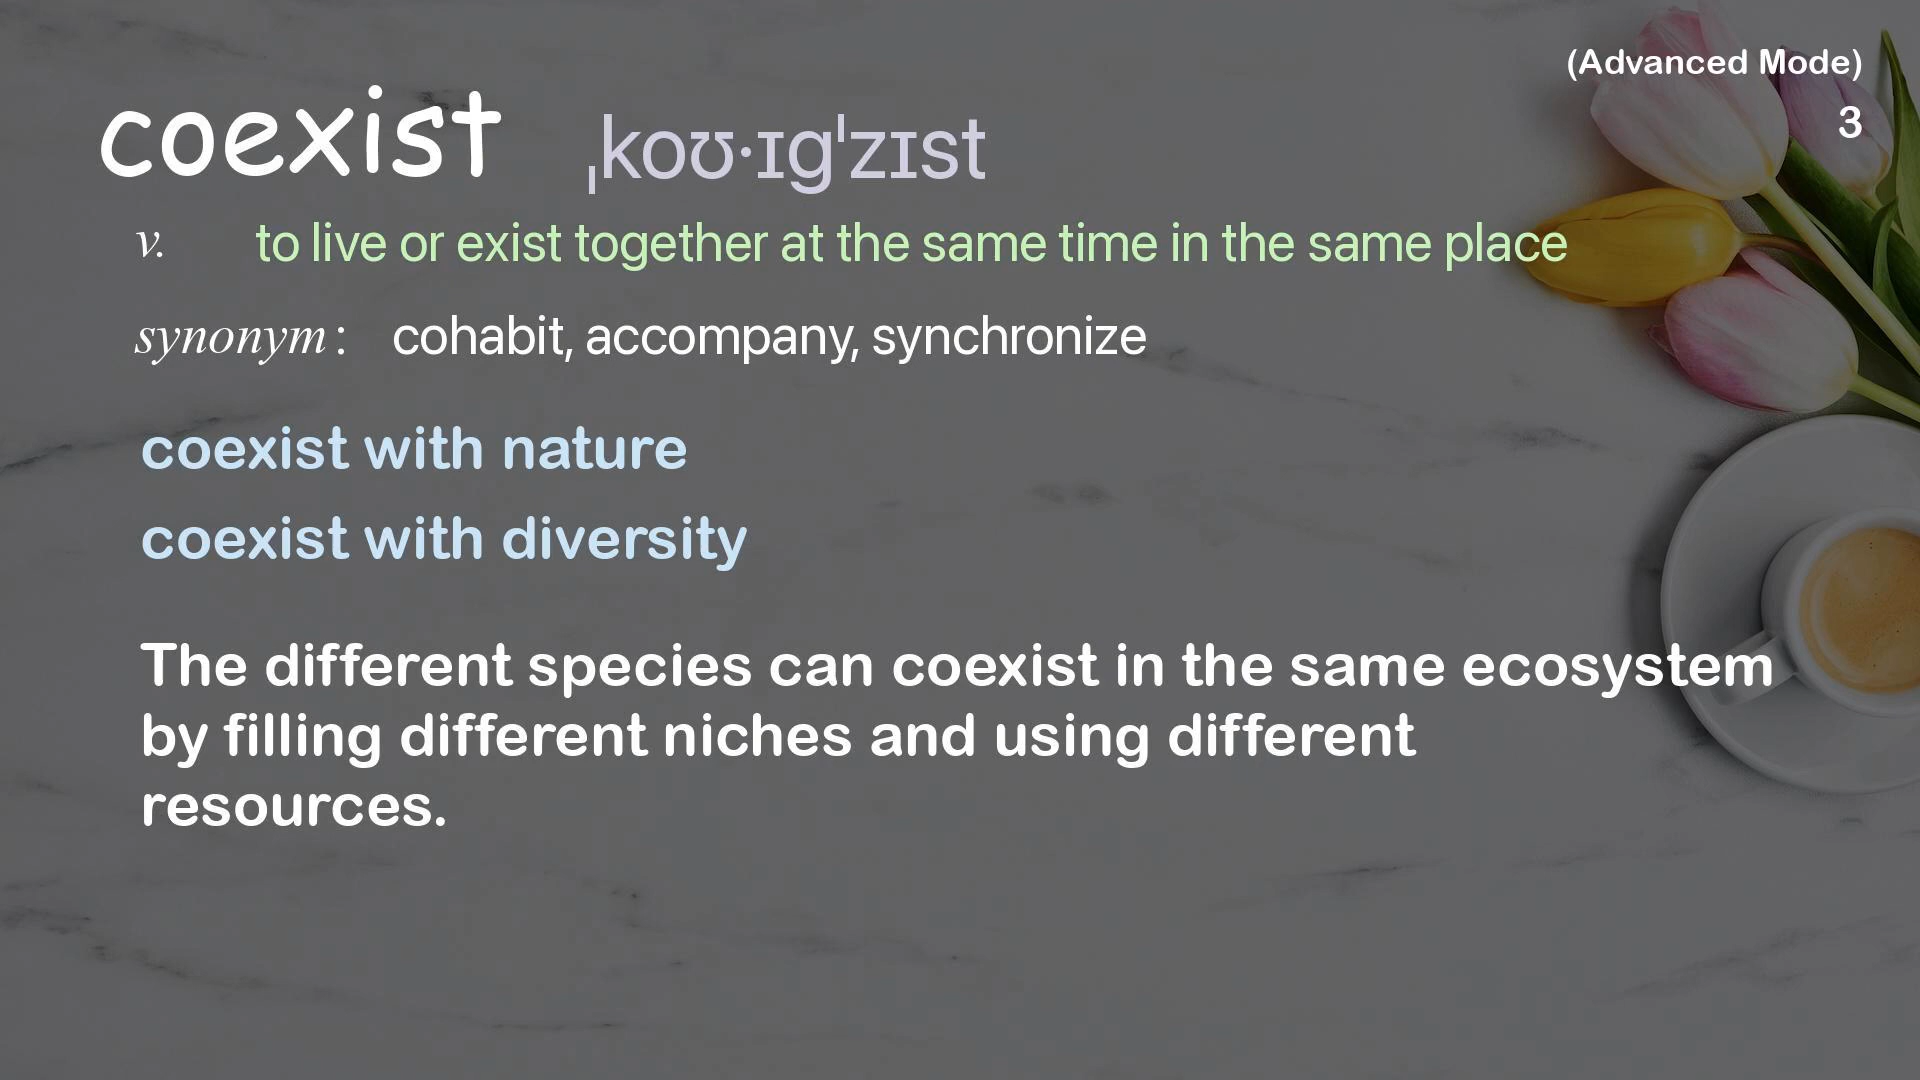 (Advanced Mode)
3
coexist ˌkoʊ·ɪgˈzɪst
v. to live or exist together at the same time in the same place
synonym : cohabit, accompany, synchronize
coexist with nature
coexist with diversity
The different species can coexist in the same ecosystem
by filling different niches and using different
resources.